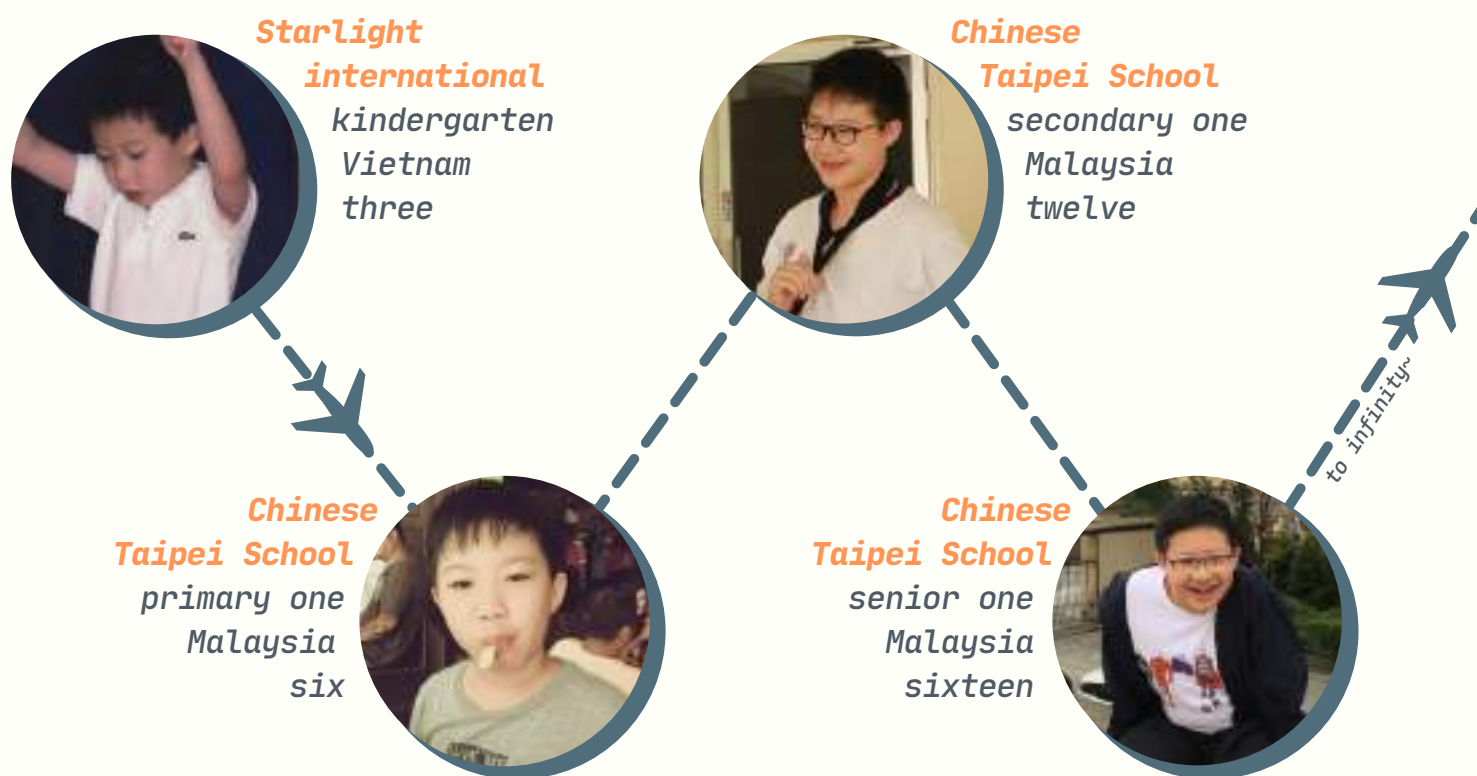 Starlight
international
kindergarten
Vietnam
three
Chinese
Taipei School
primary one
Malaysia
six
Chinese
Taipei School
secondary one
Malaysia
twelve
Chinese
Taipei School
senior one
Malaysia
sixteen
to infinity~